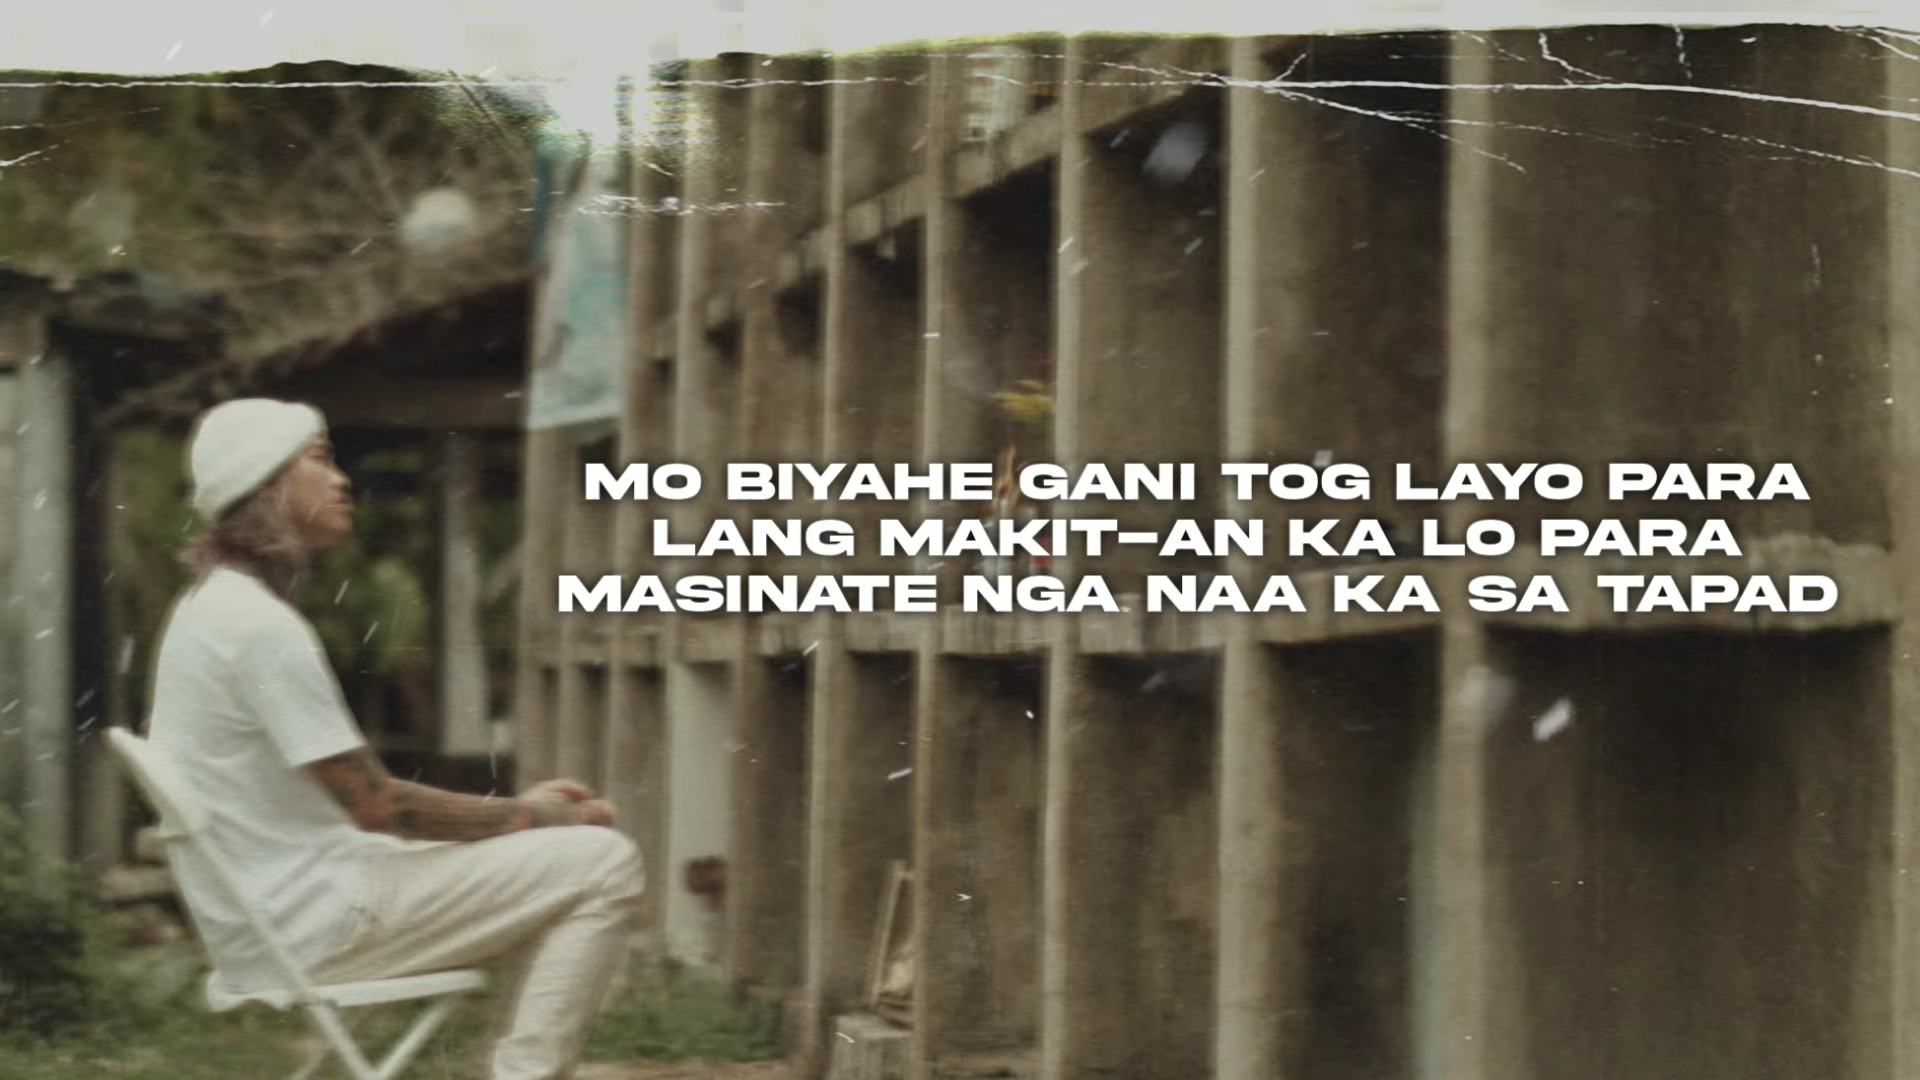 MO BIYAHE GANI TOG LAYO PARA
LANG MAKIT-AN KA LO PARA
MASINATE NGA NAA KA SA TAPAD